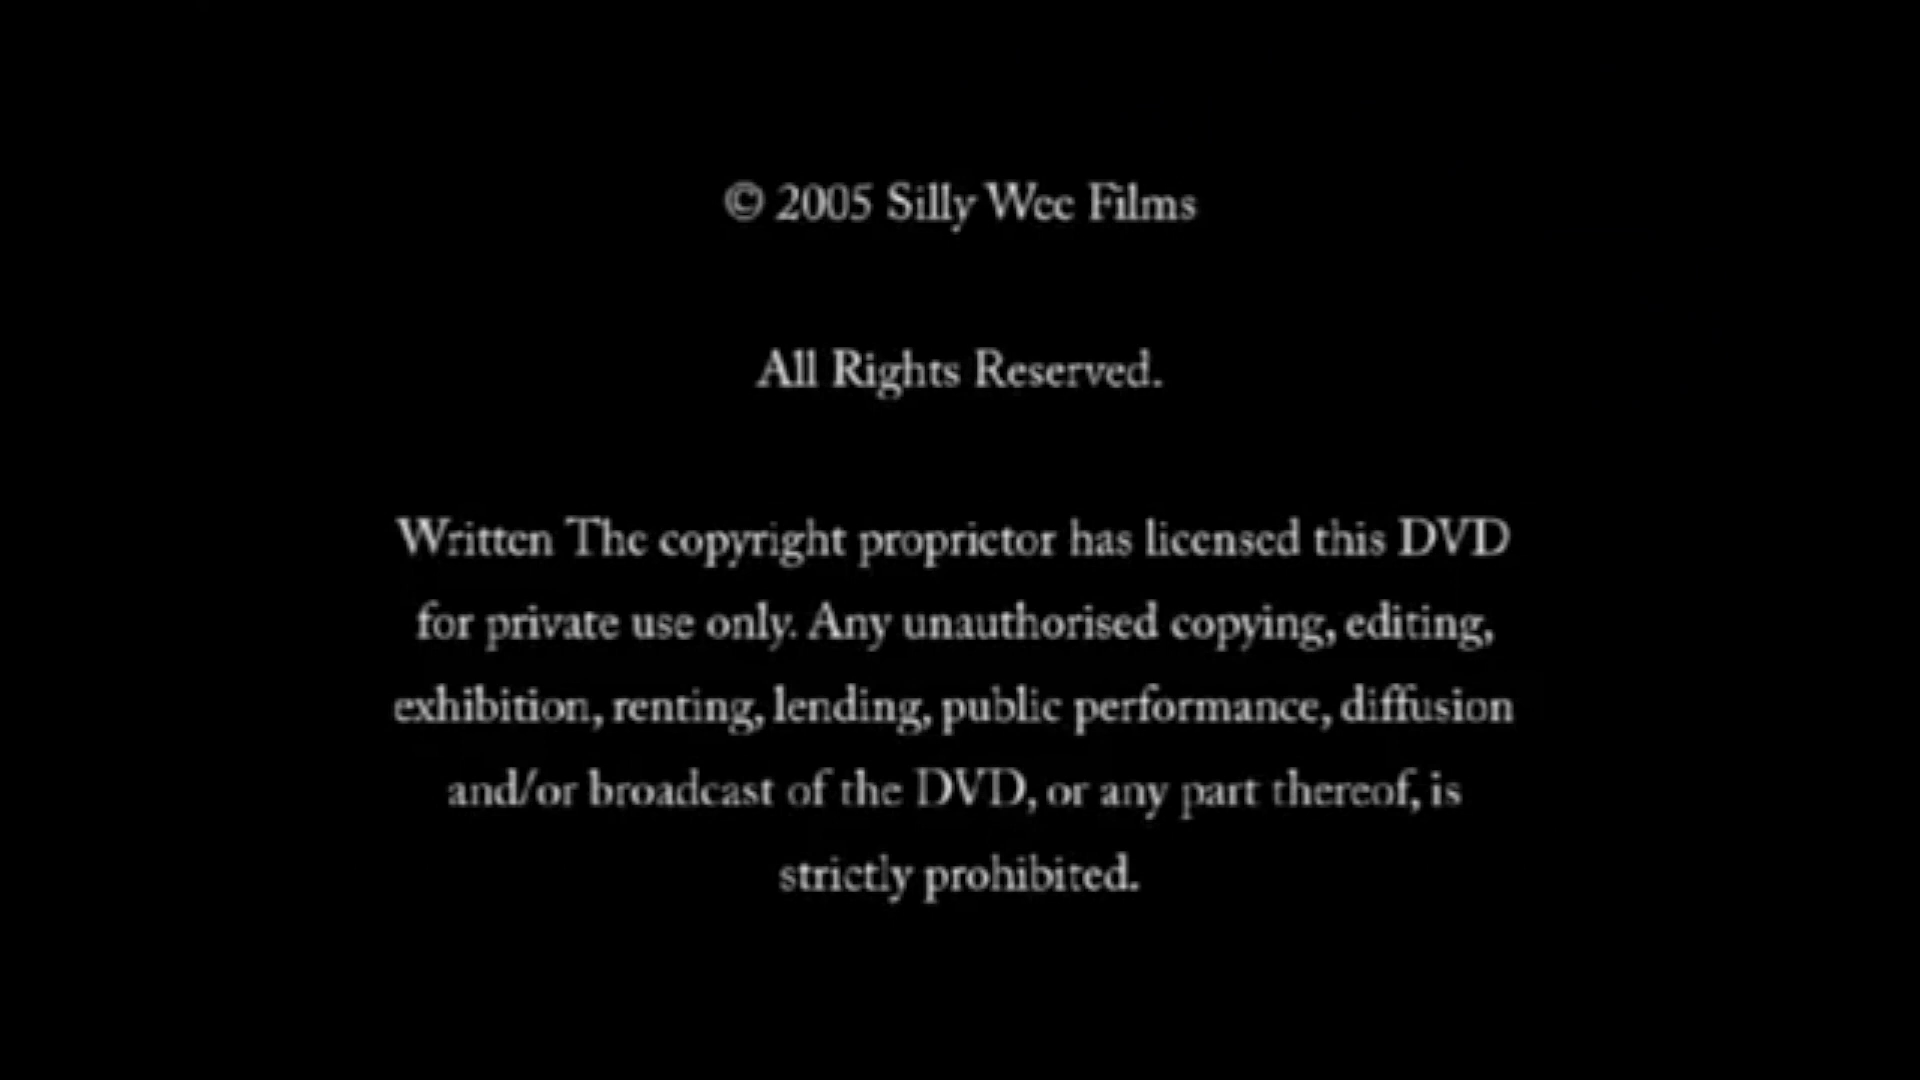 © 2005 Silly Wee Films
All Rights Reserved.
Written The copyright proprietor has licensed this DVD
for private use only. Any unauthorised copying, editing,
exhibition, renting, lending, public performance, diffusion
and/or broadcast of the DVD, or any part thereof, is
strictly prohibited.